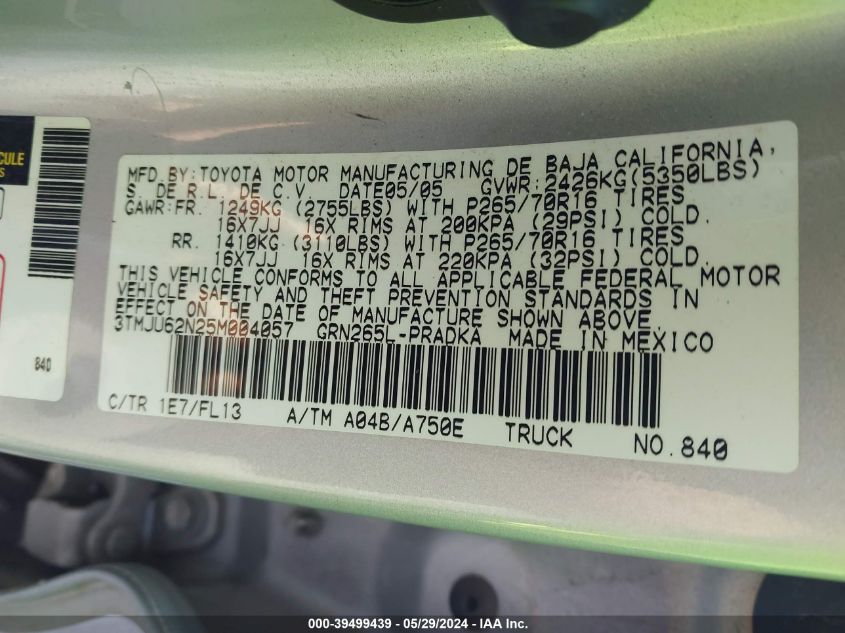 CULE
S
840
MFD.BY:TOYOTA MOTOR MANUFACTURING DE BAJA CALIFORNIA,
S. DE R.L. DE C.V. DATE05/05 GVWR:2426KG(5350LBS)
GAWR:FR. 1249KG (2755LBS) WITH P265/70R16 TIRES
16X7JJ 16X RIMS AT 200KPA (29PSI) COLD.
RR. 1410KG (3110LBS) WITH P265/70R16 TIRES
16X7JJ 16X RIMS AT 220KPA (32PSI) COLD.
THIS VEHICLE CONFORMS TO ALL APPLICABLE FEDERAL MOTOR
VEHICLE SAFETY AND THEFT PREVENTION STANDARDS IN
EFFECT ON THE DATE OF MANUFACTURE SHOWN ABOVE.
3TMJU62N25M004057 GRN265L-PRADKA MADE IN MEXICO
C/TR 1E7/FL13 A/TM A04B/A750E TRUCK NO.840
000-39499439 - 05/29/2024 - IAA Inc.